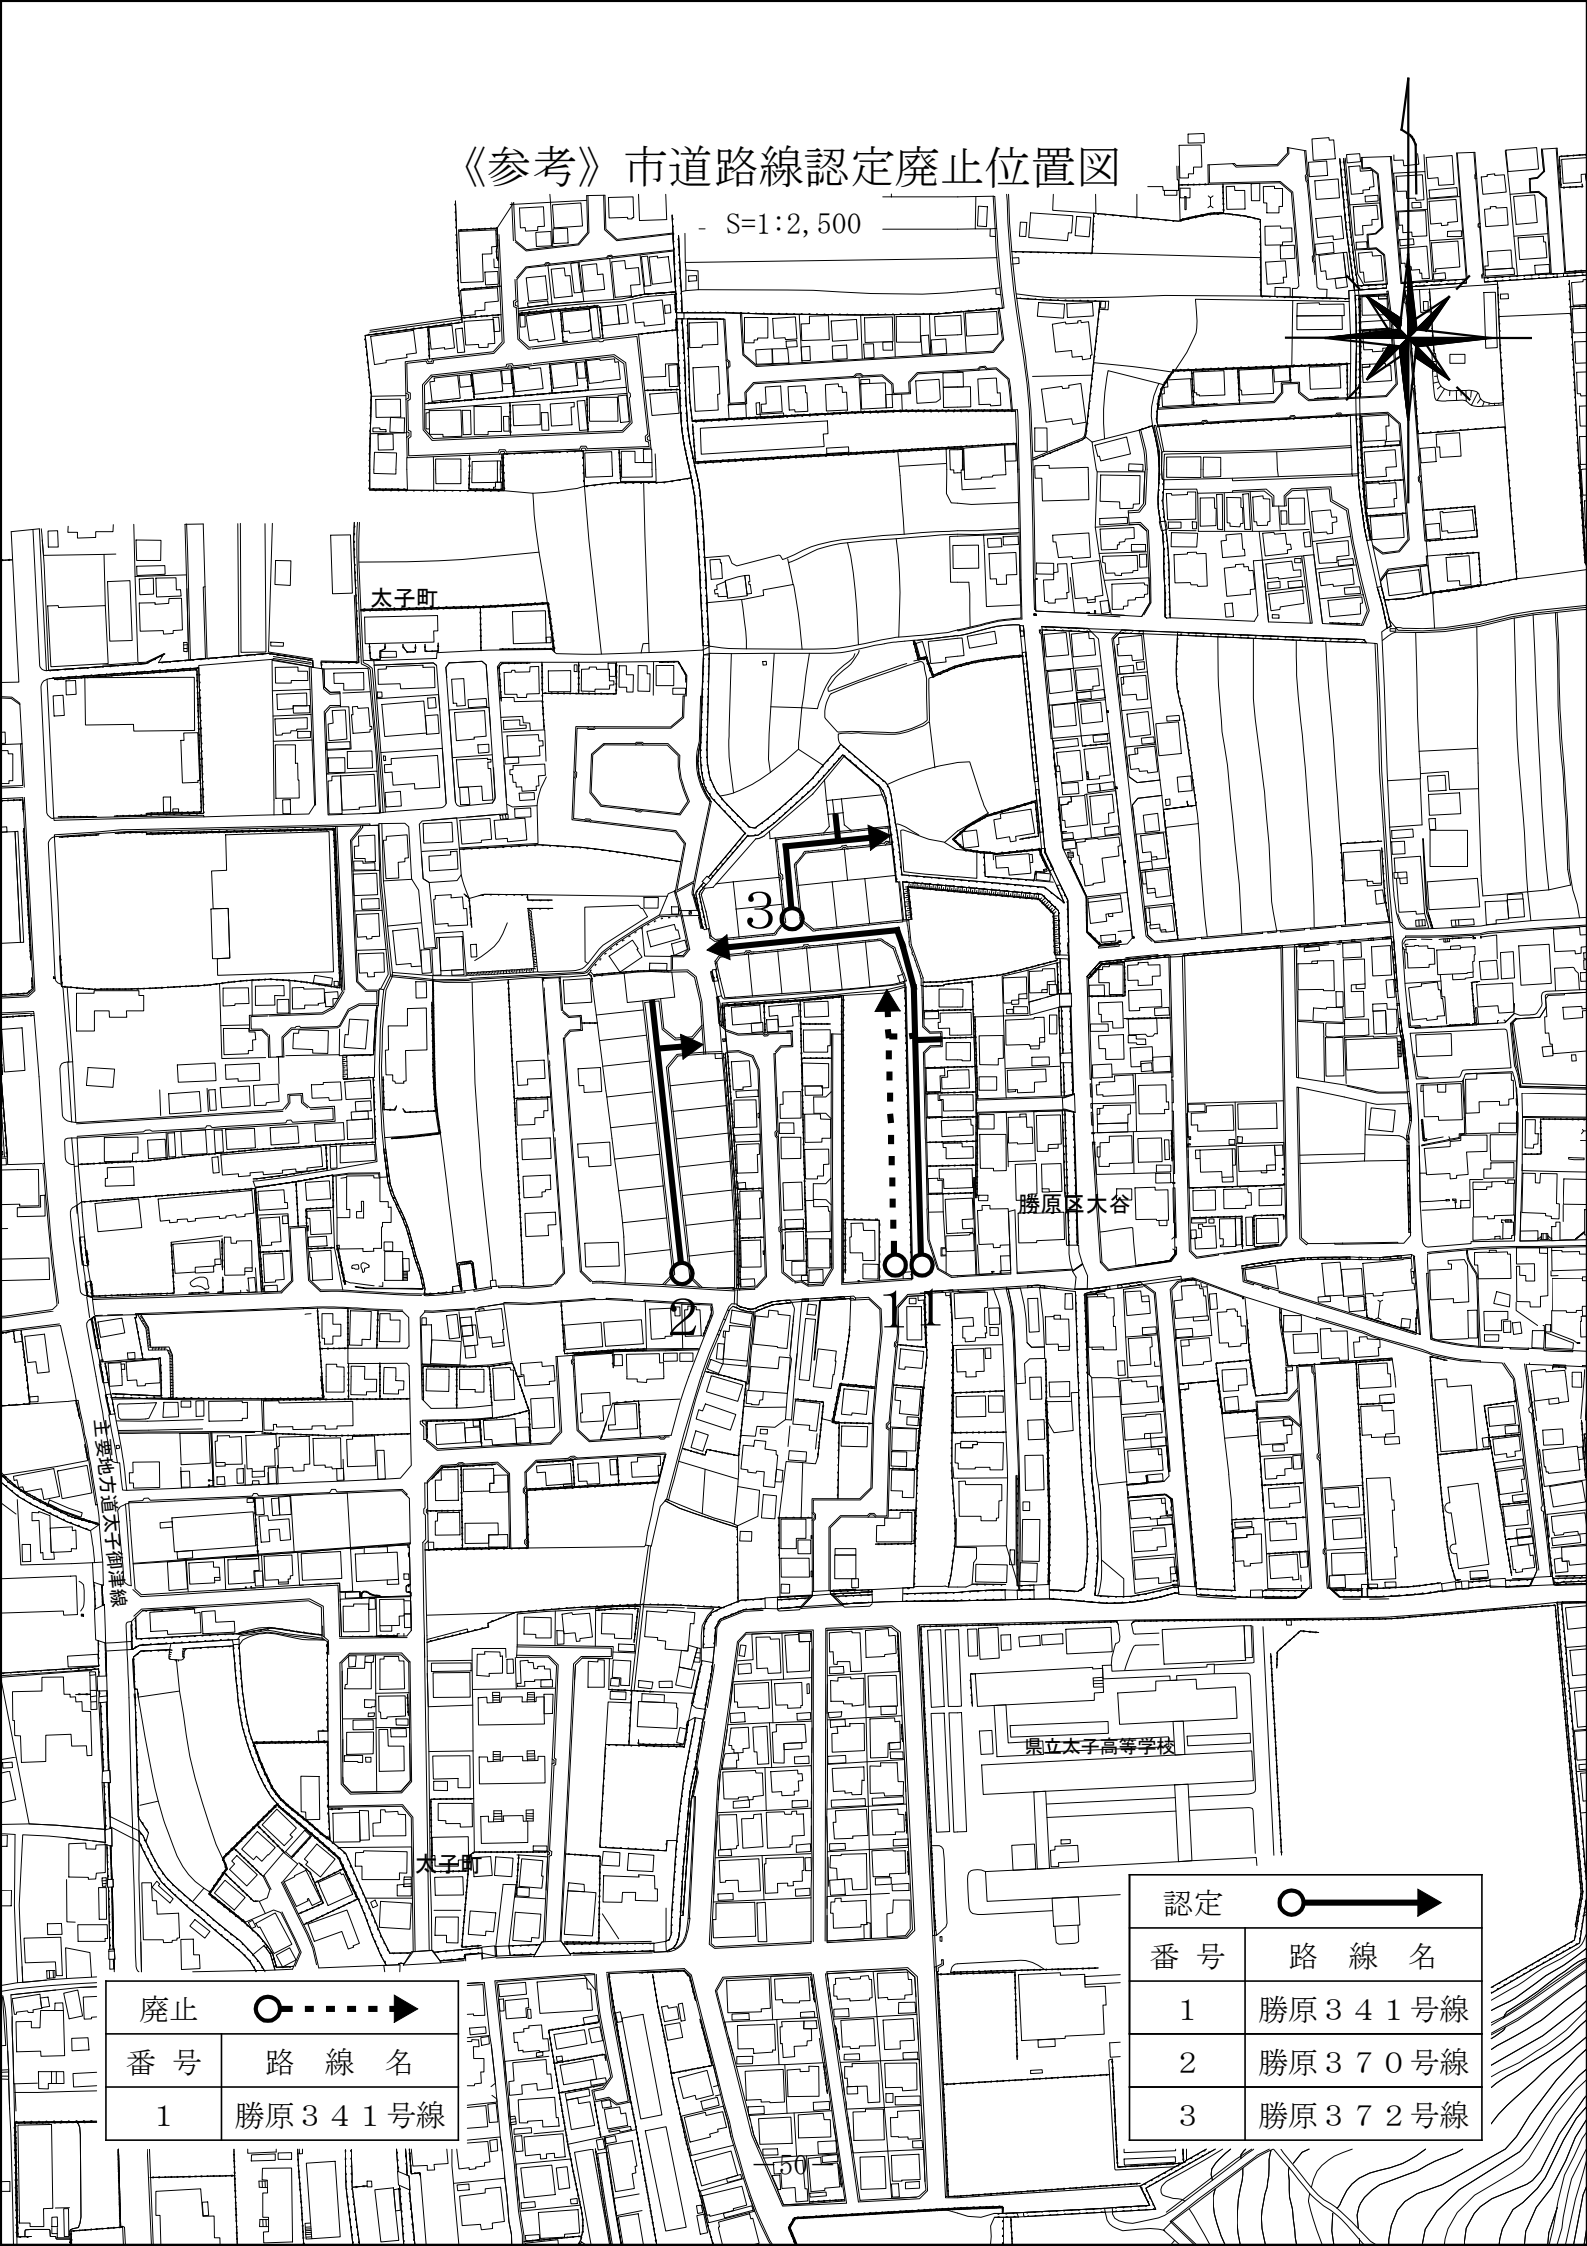 《参考》市道路線認定廃止位置図
S=1:2,500
太子町
3
勝原区大谷
2
1
1
主要地方道太子御津線
県立太子高等学校
太子町
認定
番 号 路 線 名
1 勝原３４１号線
2 勝原３７０号線
3 勝原３７２号線
廃止
番 号 路 線 名
1 勝原３４１号線
－50－